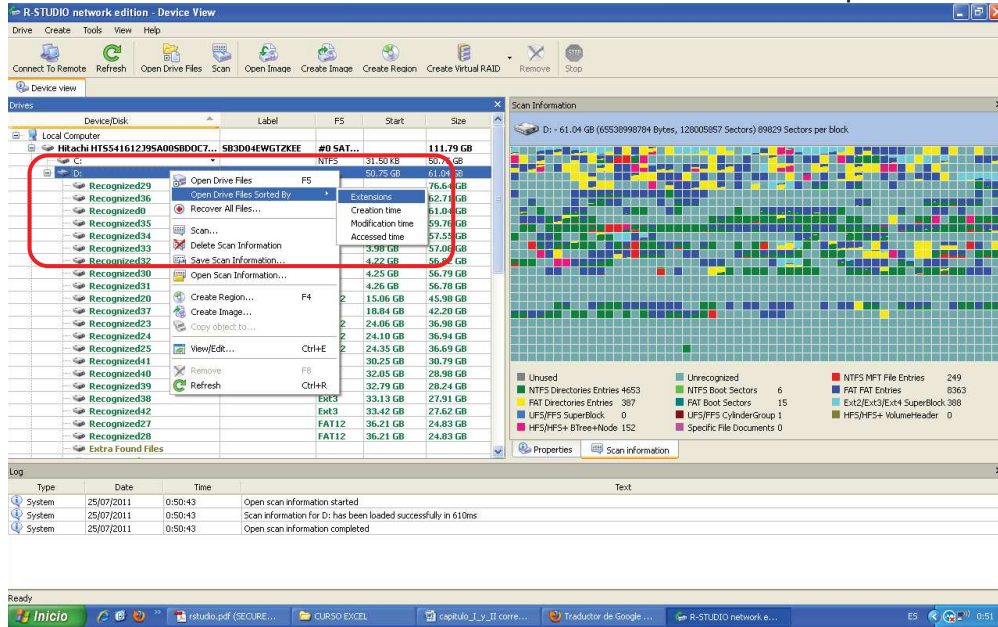 R-STUDIO network edition - Device View
Drive Create Tools View Help
Connect To Remote Refresh Open Drive Files Scan Open Image Create Image Create Region Create Virtual RAID Remove Stop
Device view
Drives
Device/Disk Label FS Start Size
Local Computer
Hitachi HTS541612J9SA00SBDOC7... SB3D04EWGTZKEE #0 SAT... 111.79 GB
C: NTFS 31.50 KB 50.75 GB
D: 50.75 GB 61.04 GB
Recognized29 76.64 GB
Recognized36 62.71 GB
Recognized0 61.04 GB
Recognized35 59.76 GB
Recognized34 57.55 GB
Recognized33 3.98 GB 57.06 GB
Recognized32 4.22 GB 56.82 GB
Recognized30 4.25 GB 56.79 GB
Recognized31 4.26 GB 56.78 GB
Recognized20 2 15.06 GB 45.98 GB
Recognized37 18.84 GB 42.20 GB
Recognized23 2 24.06 GB 36.98 GB
Recognized24 2 24.10 GB 36.94 GB
Recognized25 2 24.35 GB 36.69 GB
Recognized41 30.25 GB 30.79 GB
Recognized40 32.05 GB 28.98 GB
Recognized39 32.79 GB 28.24 GB
Recognized38 Ext3 33.13 GB 27.91 GB
Recognized42 Ext3 33.42 GB 27.62 GB
Recognized27 FAT12 36.21 GB 24.83 GB
Recognized28 FAT12 36.21 GB 24.83 GB
Extra Found Files
Open Drive Files F5
Open Drive Files Sorted By
Recover All Files...
Scan...
Delete Scan Information
Save Scan Information...
Open Scan Information...
Create Region... F4
Create Image...
Copy object to...
View/Edit... Ctrl+E
Remove F8
Refresh Ctrl+R
Extensions
Creation time
Modification time
Accessed time
Scan Information
D: - 61.04 GB (65538998784 Bytes, 128005857 Sectors) 89829 Sectors per block.
Unused Unrecognized NTFS MFT File Entries 249
NTFS Directories Entries 4653 NTFS Boot Sectors 6 FAT FAT Entries 8363
FAT Directories Entries 387 FAT Boot Sectors 15 Ext2/Ext3/Ext4 SuperBlock 388
UFS/FFS SuperBlock 0 UFS/FFS CylinderGroup 1 HFS/HFS+ VolumeHeader 0
HFS/HFS+ BTree+Node 152 Specific File Documents 0
Properties Scan information
Log
Type Date Time Text
System 25/07/2011 0:50:43 Open scan information started
System 25/07/2011 0:50:43 Scan information for D: has been loaded successfully in 610ms
System 25/07/2011 0:50:43 Open scan information completed
Ready
Inicio rstudio.pdf (SECURE... CURSO EXCEL capitulo_I_y_II corre... Traductor de Google ... R-STUDIO network e... ES 0:51